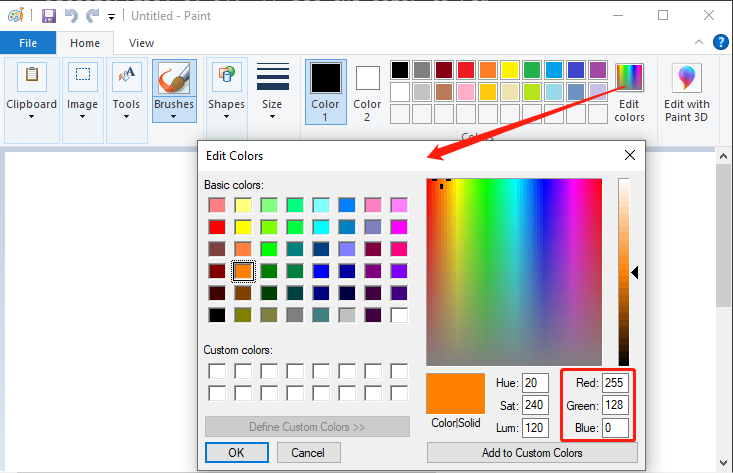 Untitled - Paint
File Home View
Clipboard Image Tools Brushes Shapes Size Color 1 Color 2 Edit colors Edit with Paint 3D
Edit Colors
Basic colors:
Custom colors:
Define Custom Colors >>
OK Cancel
Color|Solid
Hue: 20
Sat: 240
Lum: 120
Red: 255
Green: 128
Blue: 0
Add to Custom Colors